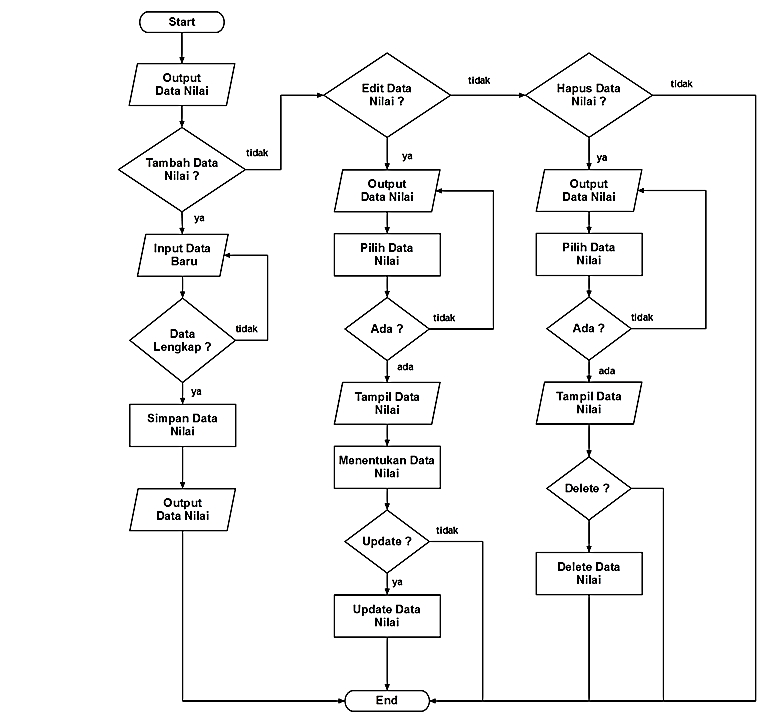 Start
Output
Data Nilai
Tambah Data
Nilai ?
tidak
ya
Input Data
Baru
Data
Lengkap ?
tidak
ya
Simpan Data
Nilai
Output
Data Nilai
Edit Data
Nilai ?
tidak
ya
Output
Data Nilai
Pilih Data
Nilai
Ada ?
tidak
ada
Tampil Data
Nilai
Menentukan Data
Nilai
Update ?
tidak
ya
Update Data
Nilai
Hapus Data
Nilai ?
tidak
ya
Output
Data Nilai
Pilih Data
Nilai
Ada ?
tidak
ada
Tampil Data
Nilai
Delete ?
Delete Data
Nilai
End